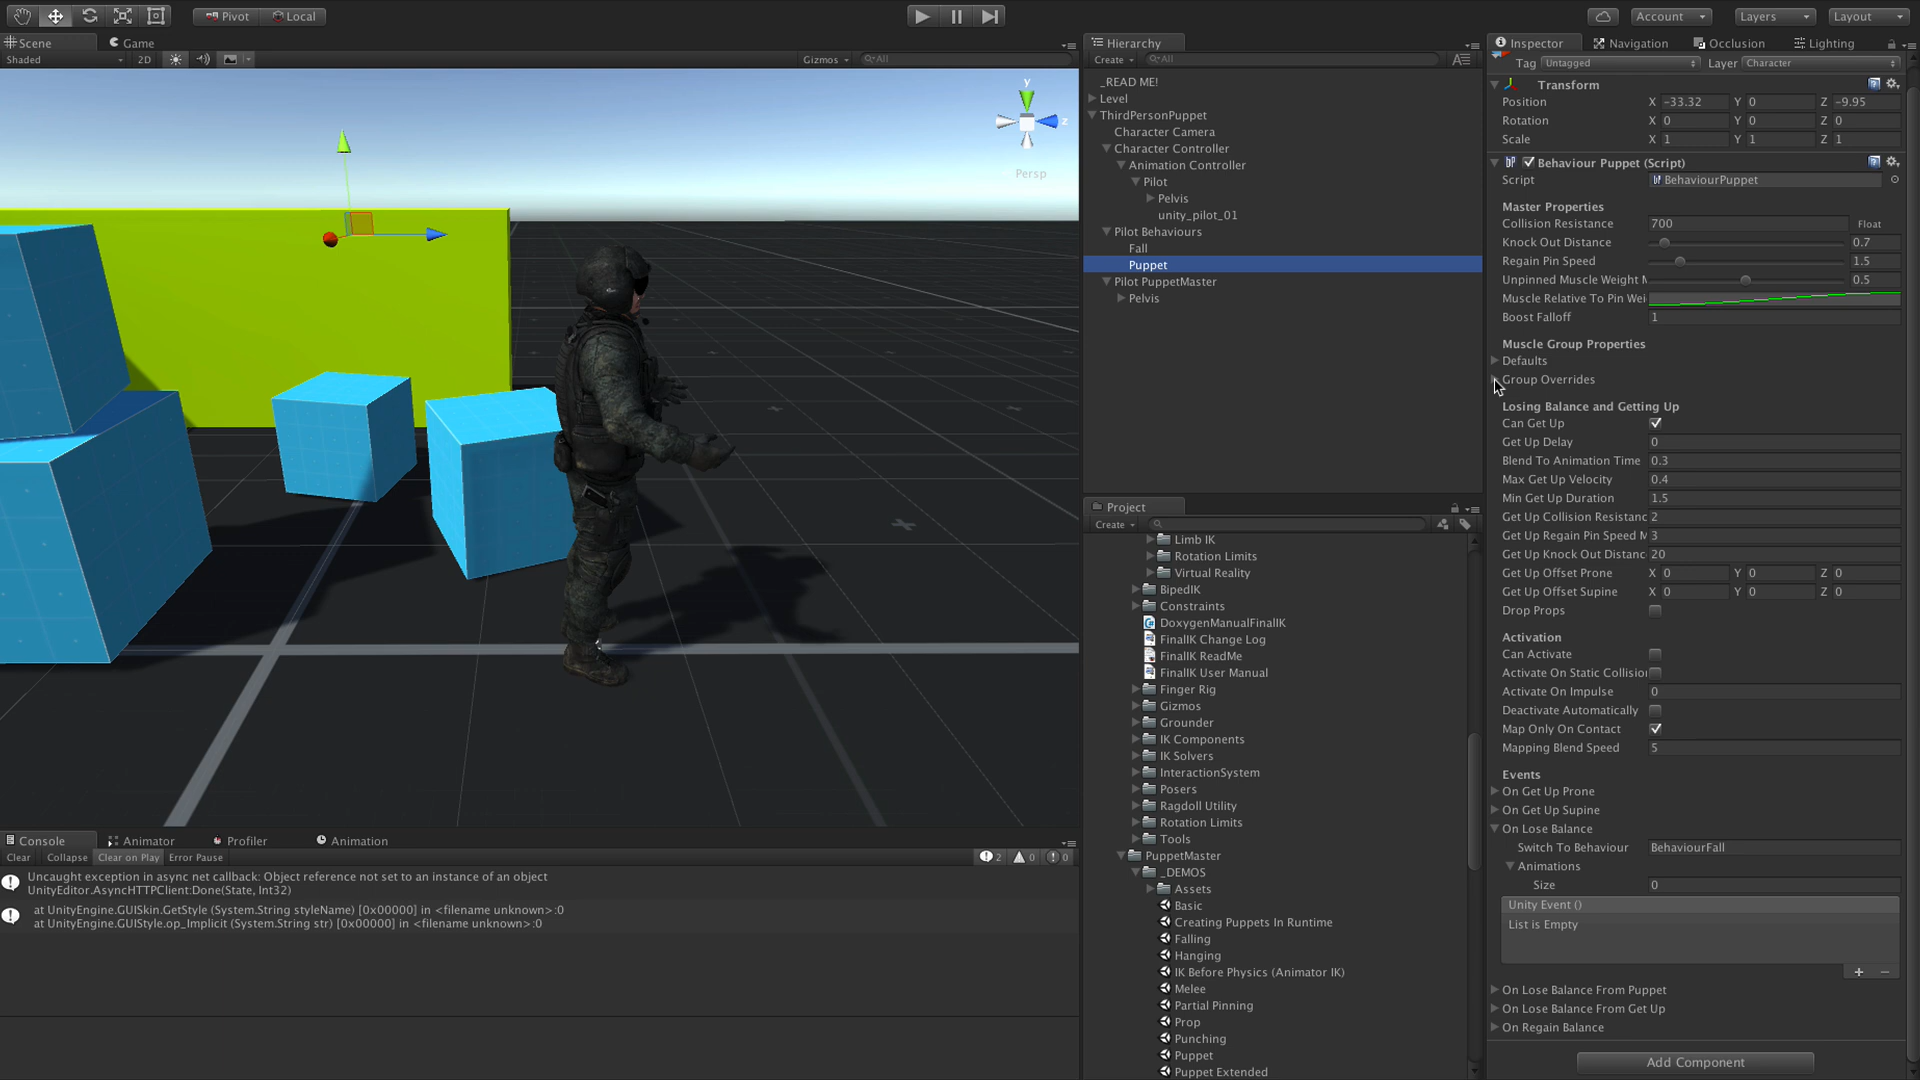 Pivot Local Account Layers Layout
Scene Game
Shaded 2D Gizmos All
Y
z
Persp
Hierarchy
Create All
_READ ME!
Level
ThirdPersonPuppet
Character Camera
Character Controller
Animation Controller
Pilot
Pelvis
unity_pilot_01
Pilot Behaviours
Fall
Puppet
Pilot PuppetMaster
Pelvis
Project
Create
Limb IK
Rotation Limits
Virtual Reality
BipedIK
Constraints
DoxygenManualFinalIK
FinalIK Change Log
FinalIK ReadMe
FinalIK User Manual
Finger Rig
Gizmos
Grounder
IK Components
IK Solvers
InteractionSystem
Posers
Ragdoll Utility
Rotation Limits
Tools
PuppetMaster
_DEMOS
Assets
Basic
Creating Puppets In Runtime
Falling
Hanging
IK Before Physics (Animator IK)
Melee
Partial Pinning
Prop
Punching
Puppet
Puppet Extended
Inspector Navigation Occlusion Lighting
Tag Untagged Layer Character
Transform
Position X -33.32 Y 0 Z -9.95
Rotation X 0 Y 0 Z 0
Scale X 1 Y 1 Z 1
Behaviour Puppet (Script)
Script BehaviourPuppet
Master Properties
Collision Resistance 700 Float
Knock Out Distance 0.7
Regain Pin Speed 1.5
Unpinned Muscle Weight M 0.5
Muscle Relative To Pin Wei
Boost Falloff 1
Muscle Group Properties
Defaults
Group Overrides
Losing Balance and Getting Up
Can Get Up
Get Up Delay 0
Blend To Animation Time 0.3
Max Get Up Velocity 0.4
Min Get Up Duration 1.5
Get Up Collision Resistanc 2
Get Up Regain Pin Speed M 3
Get Up Knock Out Distanc 20
Get Up Offset Prone X 0 Y 0 Z 0
Get Up Offset Supine X 0 Y 0 Z 0
Drop Props
Activation
Can Activate
Activate On Static Collision
Activate On Impulse 0
Deactivate Automatically
Map Only On Contact
Mapping Blend Speed 5
Events
On Get Up Prone
On Get Up Supine
On Lose Balance
Switch To Behaviour BehaviourFall
Animations
Size 0
Unity Event ()
List is Empty
On Lose Balance From Puppet
On Lose Balance From Get Up
On Regain Balance
Add Component
Console Animator Profiler Animation
Clear Collapse Clear on Play Error Pause 2 0 0
Uncaught exception in async net callback: Object reference not set to an instance of an object
UnityEditor.AsyncHTTPClient:Done(State, Int32)
at UnityEngine.GUISkin.GetStyle (System.String styleName) [0x00000] in <filename unknown>:0
at UnityEngine.GUIStyle.op_Implicit (System.String str) [0x00000] in <filename unknown>:0